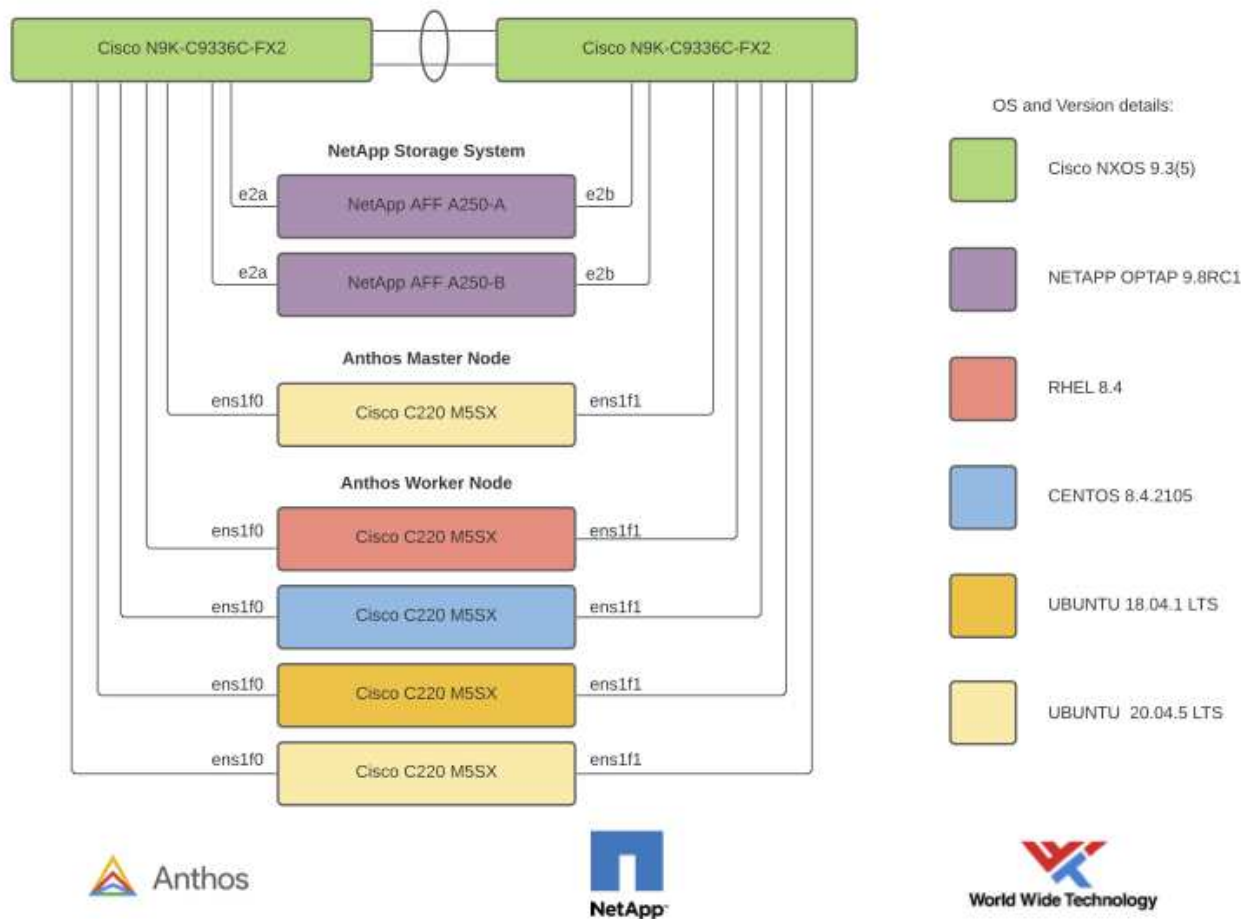 Cisco N9K-C9336C-FX2
Cisco N9K-C9336C-FX2
OS and Version details:
NetApp Storage System
e2a
NetApp AFF A250-A
e2b
Cisco NXOS 9.3(5)
e2a
NetApp AFF A250-B
e2b
NETAPP OPTAP 9.8RC1
Anthos Master Node
ens1f0
Cisco C220 M5SX
ens1f1
RHEL 8.4
Anthos Worker Node
ens1f0
Cisco C220 M5SX
ens1f1
CENTOS 8.4.2105
ens1f0
Cisco C220 M5SX
ens1f1
UBUNTU 18.04.1 LTS
ens1f0
Cisco C220 M5SX
ens1f1
UBUNTU 20.04.5 LTS
ens1f0
Cisco C220 M5SX
ens1f1
Anthos
NetApp™
World Wide Technology